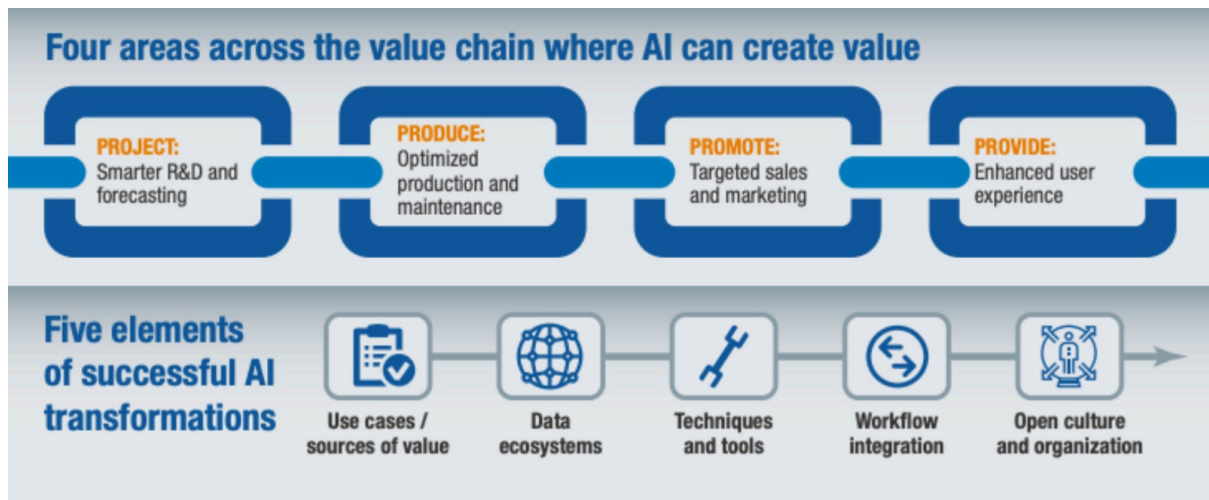 Four areas across the value chain where AI can create value
PROJECT:
Smarter R&D and
forecasting
PRODUCE:
Optimized
production and
maintenance
PROMOTE:
Targeted sales
and marketing
PROVIDE:
Enhanced user
experience
Five elements
of successful AI
transformations
Use cases /
sources of value
Data
ecosystems
Techniques
and tools
Workflow
integration
Open culture
and organization